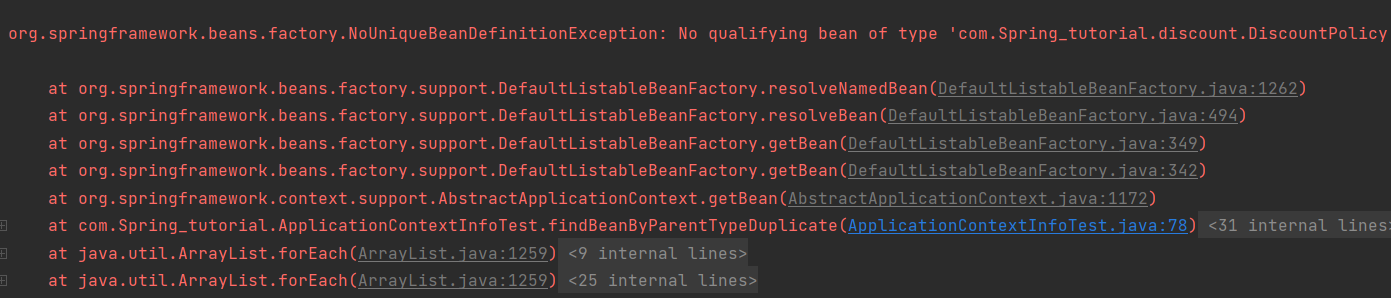 org.springframework.beans.factory.NoUniqueBeanDefinitionException: No qualifying bean of type 'com.Spring_tutorial.discount.DiscountPolicy
at org.springframework.beans.factory.support.DefaultListableBeanFactory.resolveNamedBean(DefaultListableBeanFactory.java:1262)
at org.springframework.beans.factory.support.DefaultListableBeanFactory.resolveBean(DefaultListableBeanFactory.java:494)
at org.springframework.beans.factory.support.DefaultListableBeanFactory.getBean(DefaultListableBeanFactory.java:349)
at org.springframework.beans.factory.support.DefaultListableBeanFactory.getBean(DefaultListableBeanFactory.java:342)
at org.springframework.context.support.AbstractApplicationContext.getBean(AbstractApplicationContext.java:1172)
at com.Spring_tutorial.ApplicationContextInfoTest.findBeanByParentTypeDuplicate(ApplicationContextInfoTest.java:78) <31 internal lines>
at java.util.ArrayList.forEach(ArrayList.java:1259) <9 internal lines>
at java.util.ArrayList.forEach(ArrayList.java:1259) <25 internal lines>